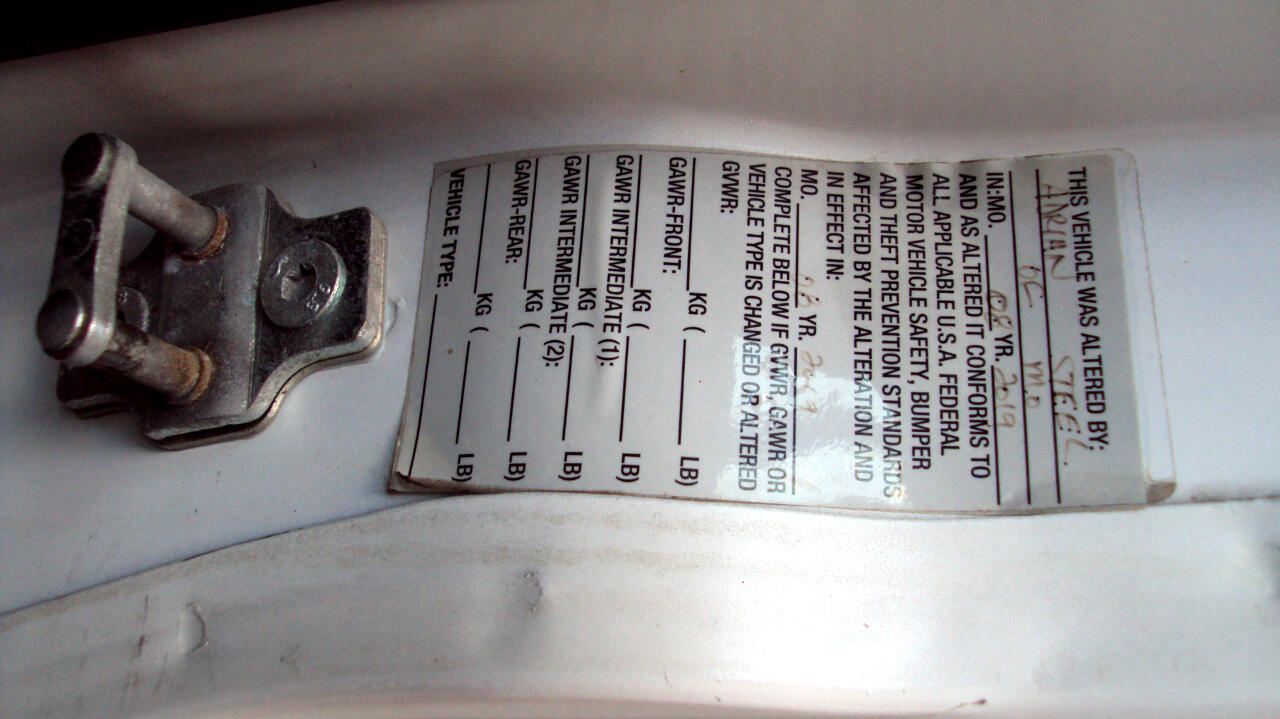 THIS VEHICLE WAS ALTERED BY:
STEEL
MO
IN:MO. 08 YR. 2019
AND AS ALTERED IT CONFORMS TO
ALL APPLICABLE U.S.A. FEDERAL
MOTOR VEHICLE SAFETY, BUMPER
AND THEFT PREVENTION STANDARDS
AFFECTED BY THE ALTERATION AND
IN EFFECT IN:
MO. 08 YR. 2019
COMPLETE BELOW IF GVWR, GAWR OR
VEHICLE TYPE IS CHANGED OR ALTERED
GVWR:
KG ( LB)
GAWR-FRONT:
KG ( LB)
GAWR INTERMEDIATE (1):
KG ( LB)
GAWR INTERMEDIATE (2):
KG ( LB)
GAWR-REAR:
KG ( LB)
VEHICLE TYPE: